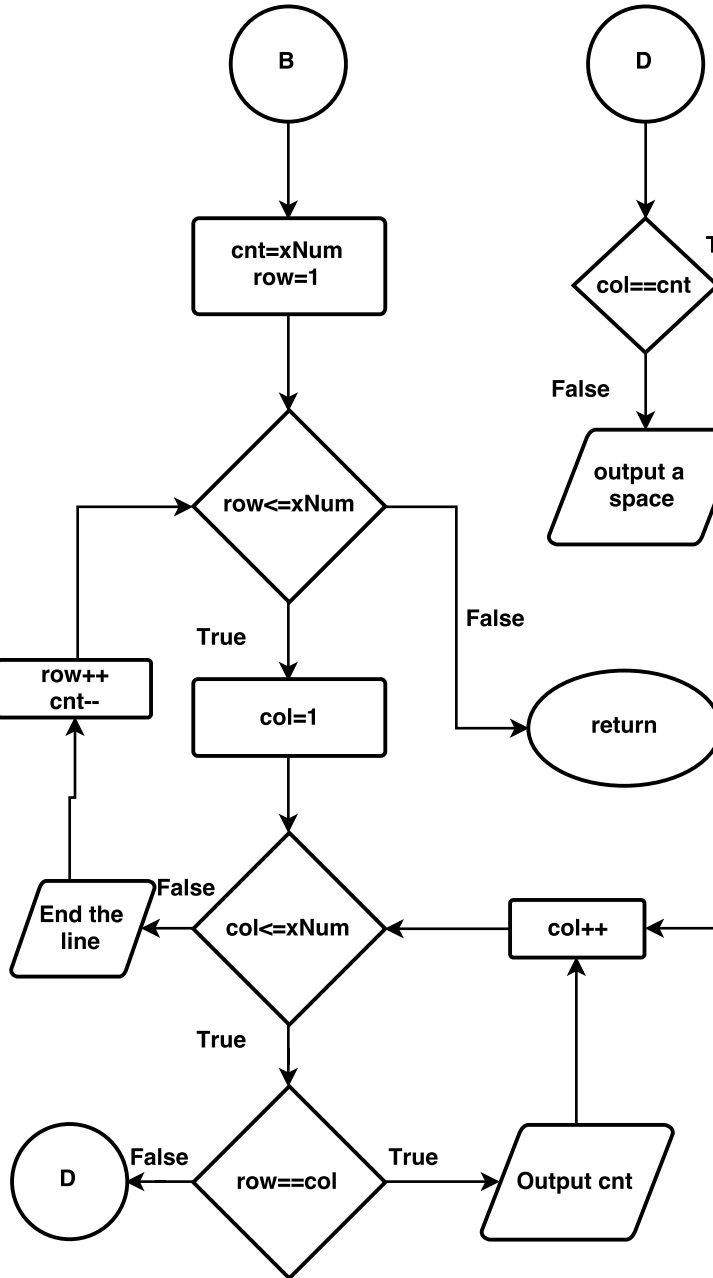 B
D
cnt=xNum
row=1
T
col==cnt
False
row<=xNum
output a
space
False
True
row++
cnt--
col=1
return
False
End the
line
col<=xNum
col++
True
D
False
row==col
True
Output cnt